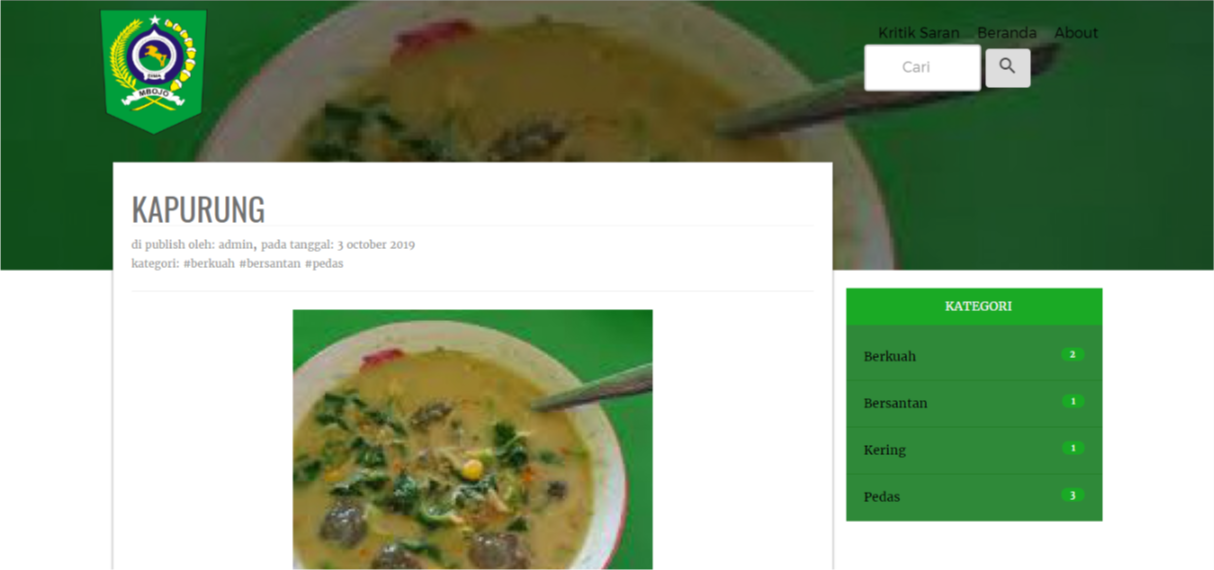 DIWA
MBOJO
Kritik Saran Beranda About
Cari
KAPURUNG
di publish oleh: admin, pada tanggal: 3 october 2019
kategori: #berkuah #bersantan #pedas
KATEGORI
Berkuah 2
Bersantan 1
Kering 1
Pedas 3